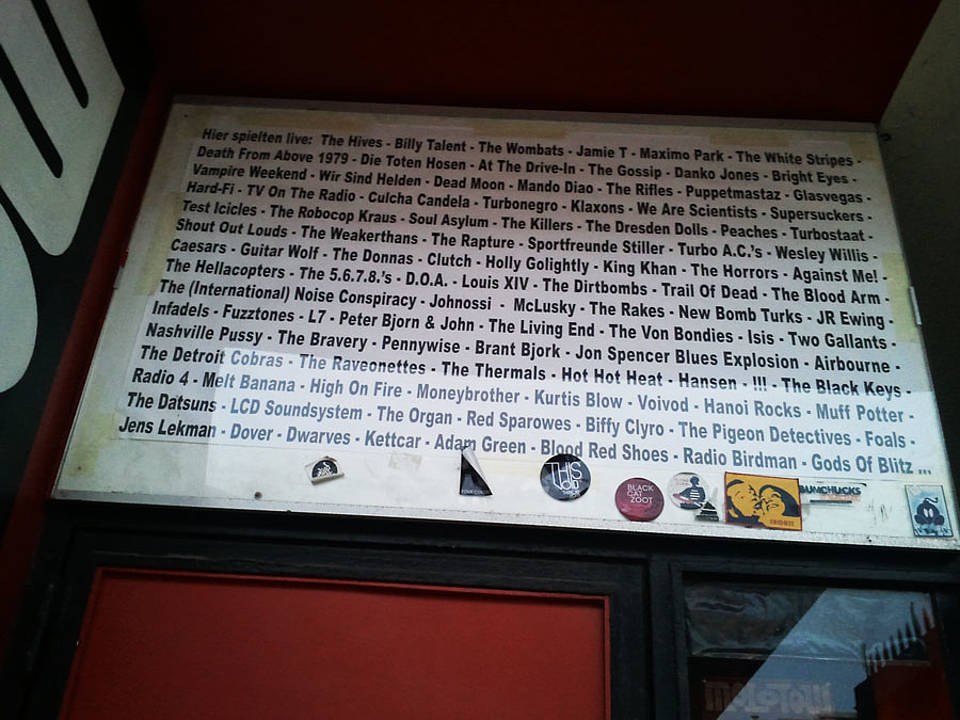 Hier spielten live: The Hives - Billy Talent - The Wombats - Jamie T - Maximo Park - The White Stripes -
Death From Above 1979 - Die Toten Hosen - At The Drive-In - The Gossip - Danko Jones - Bright Eyes -
Vampire Weekend - Wir Sind Helden - Dead Moon - Mando Diao - The Rifles - Puppetmastaz - Glasvegas -
Hard-Fi - TV On The Radio - Culcha Candela - Turbonegro - Klaxons - We Are Scientists - Supersuckers -
Test Icicles - The Robocop Kraus - Soul Asylum - The Killers - The Dresden Dolls - Peaches - Turbostaat -
Shout Out Louds - The Weakerthans - The Rapture - Sportfreunde Stiller - Turbo A.C.'s - Wesley Willis -
Caesars - Guitar Wolf - The Donnas - Clutch - Holly Golightly - King Khan - The Horrors - Against Me! -
The Hellacopters - The 5.6.7.8.'s - D.O.A. - Louis XIV - The Dirtbombs - Trail Of Dead - The Blood Arm -
The (International) Noise Conspiracy - Johnossi - McLusky - The Rakes - New Bomb Turks - JR Ewing -
Infadels - Fuzztones - L7 - Peter Bjorn & John - The Living End - The Von Bondies - Isis - Two Gallants -
Nashville Pussy - The Bravery - Pennywise - Brant Bjork - Jon Spencer Blues Explosion - Airbourne -
The Detroit Cobras - The Raveonettes - The Thermals - Hot Hot Heat - Hansen - !!! - The Black Keys -
Radio 4 - Melt Banana - High On Fire - Moneybrother - Kurtis Blow - Voivod - Hanoi Rocks - Muff Potter -
The Datsuns - LCD Soundsystem - The Organ - Red Sparowes - Biffy Clyro - The Pigeon Detectives - Foals -
Jens Lekman - Dover - Dwarves - Kettcar - Adam Green - Blood Red Shoes - Radio Birdman - Gods Of Blitz ...
THIS
VOID
BLACK
CAT
ZOOT